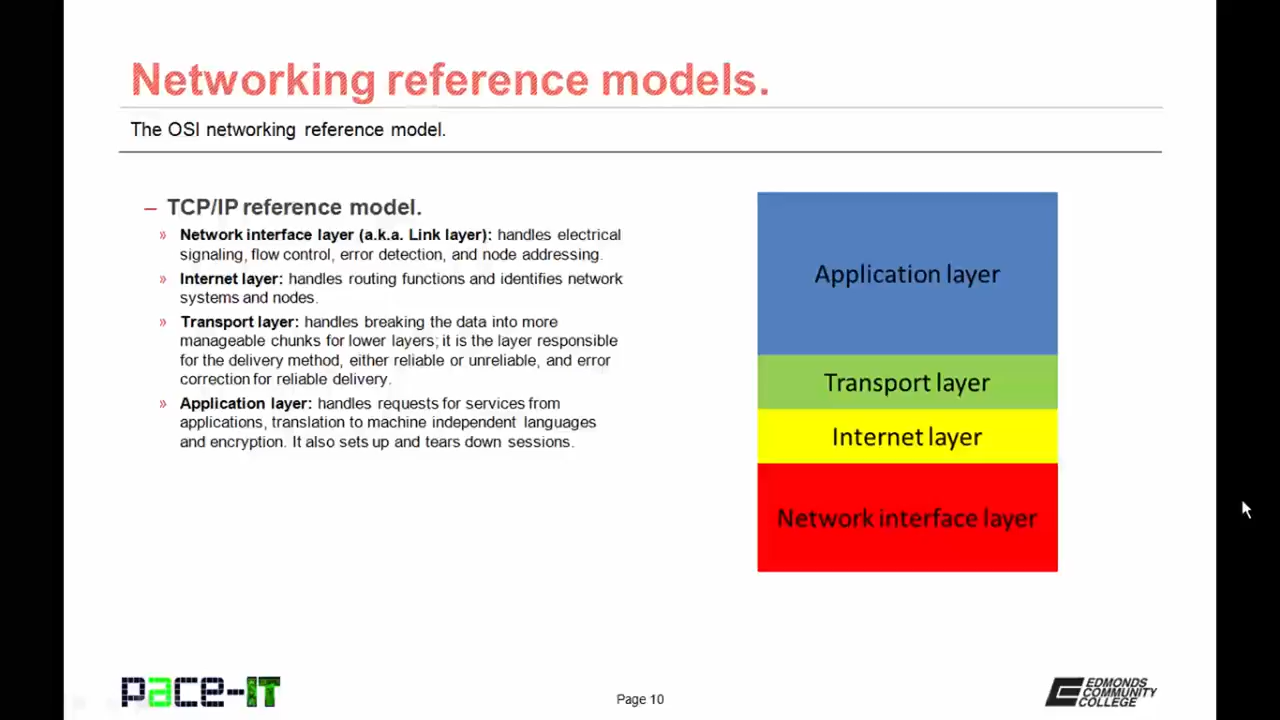 Networking reference models.
The OSI networking reference model.
– TCP/IP reference model.
» Network interface layer (a.k.a. Link layer): handles electrical
signaling, flow control, error detection, and node addressing.
» Internet layer: handles routing functions and identifies network
systems and nodes.
» Transport layer: handles breaking the data into more
manageable chunks for lower layers; it is the layer responsible
for the delivery method, either reliable or unreliable, and error
correction for reliable delivery.
» Application layer: handles requests for services from
applications, translation to machine independent languages
and encryption. It also sets up and tears down sessions.
Application layer
Transport layer
Internet layer
Network interface layer
pace-IT
Page 10
EDMONDS
COMMUNITY
COLLEGE